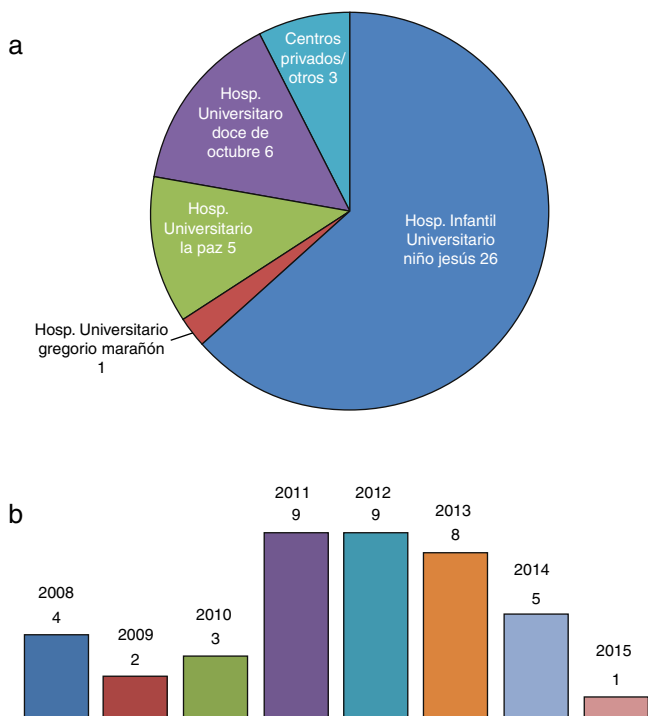 a
Centros
privados/
otros 3
Hosp.
Universitaro
doce de
octubre 6
Hosp.
Universitario
la paz 5
Hosp. Infantil
Universitario
niño jesús 26
Hosp. Universitario
gregorio marañón
1
b
2008
4
2009
2
2010
3
2011
9
2012
9
2013
8
2014
5
2015
1